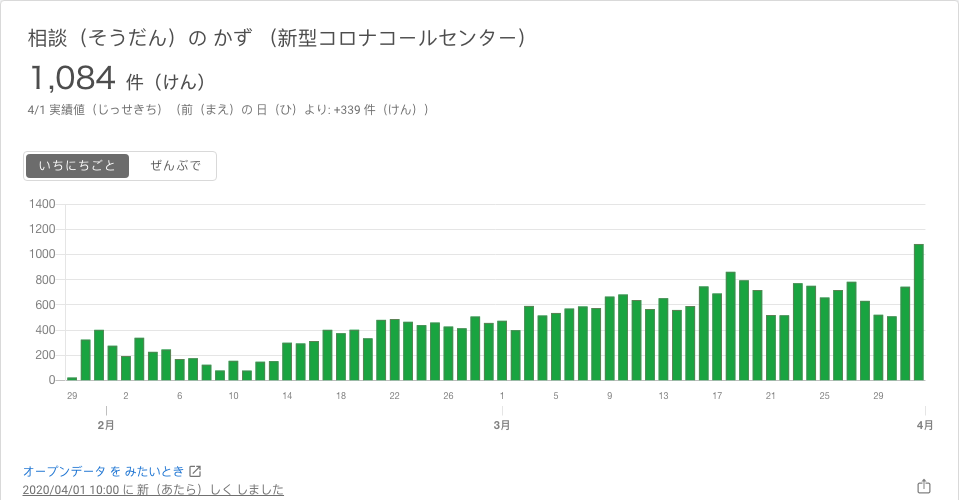 相談（そうだん）の かず （新型コロナコールセンター）
1,084 件（けん）
4/1 実績値（じっせきち）（前（まえ）の 日（ひ）より: +339 件（けん））
いちにちごと ぜんぶで
1400
1200
1000
800
600
400
200
0
29 2 6 10 14 18 22 26 1 5 9 13 17 21 25 29
2月 3月 4月
オープンデータ を みたいとき
2020/04/01 10:00 に 新（あたら）しく しました